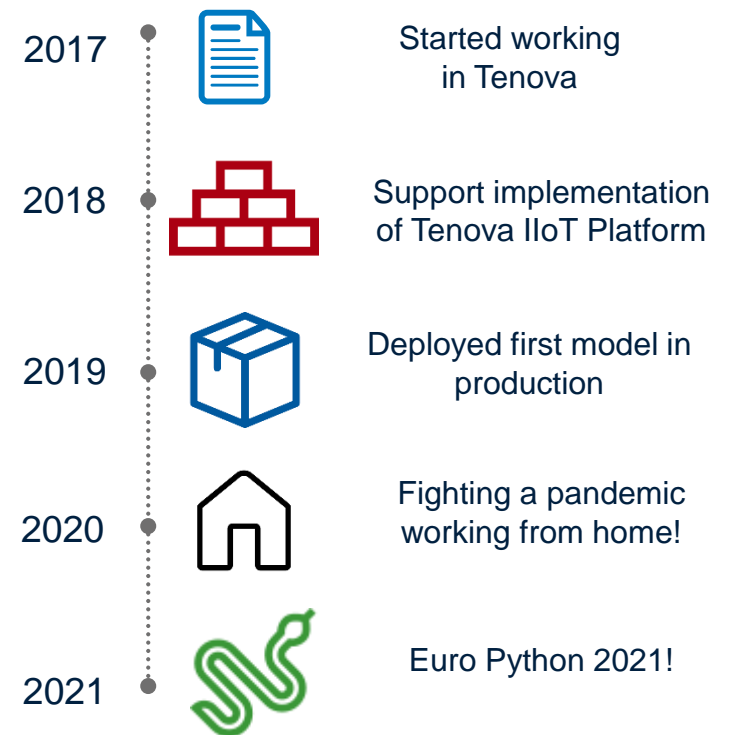 2017
Started working
in Tenova
2018
Support implementation
of Tenova IIoT Platform
2019
Deployed first model in
production
2020
Fighting a pandemic
working from home!
2021
Euro Python 2021!